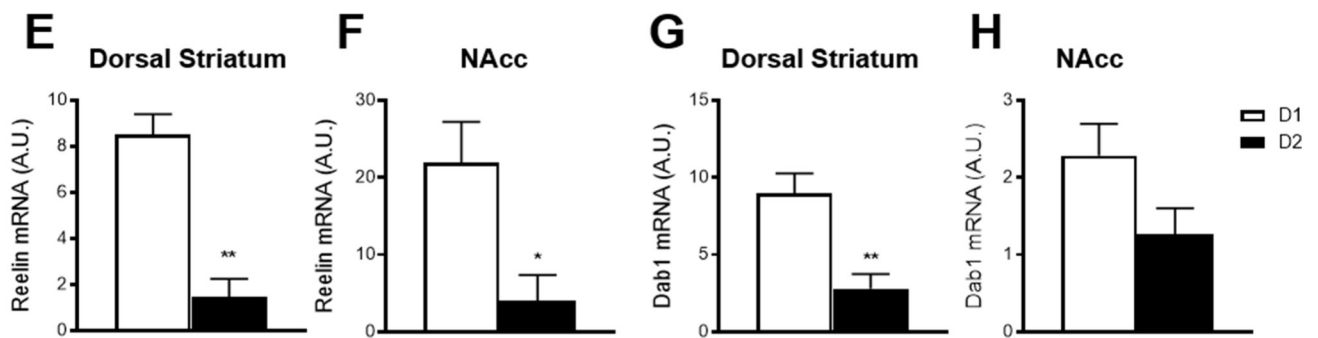 E
Dorsal Striatum
Reelin mRNA (A.U.)
10
8
6
4
2
0
**
F
NAcc
Reelin mRNA (A.U.)
30
20
10
0
*
G
Dorsal Striatum
Dab1 mRNA (A.U.)
15
10
5
0
**
H
NAcc
Dab1 mRNA (A.U.)
3
2
1
0
D1
D2